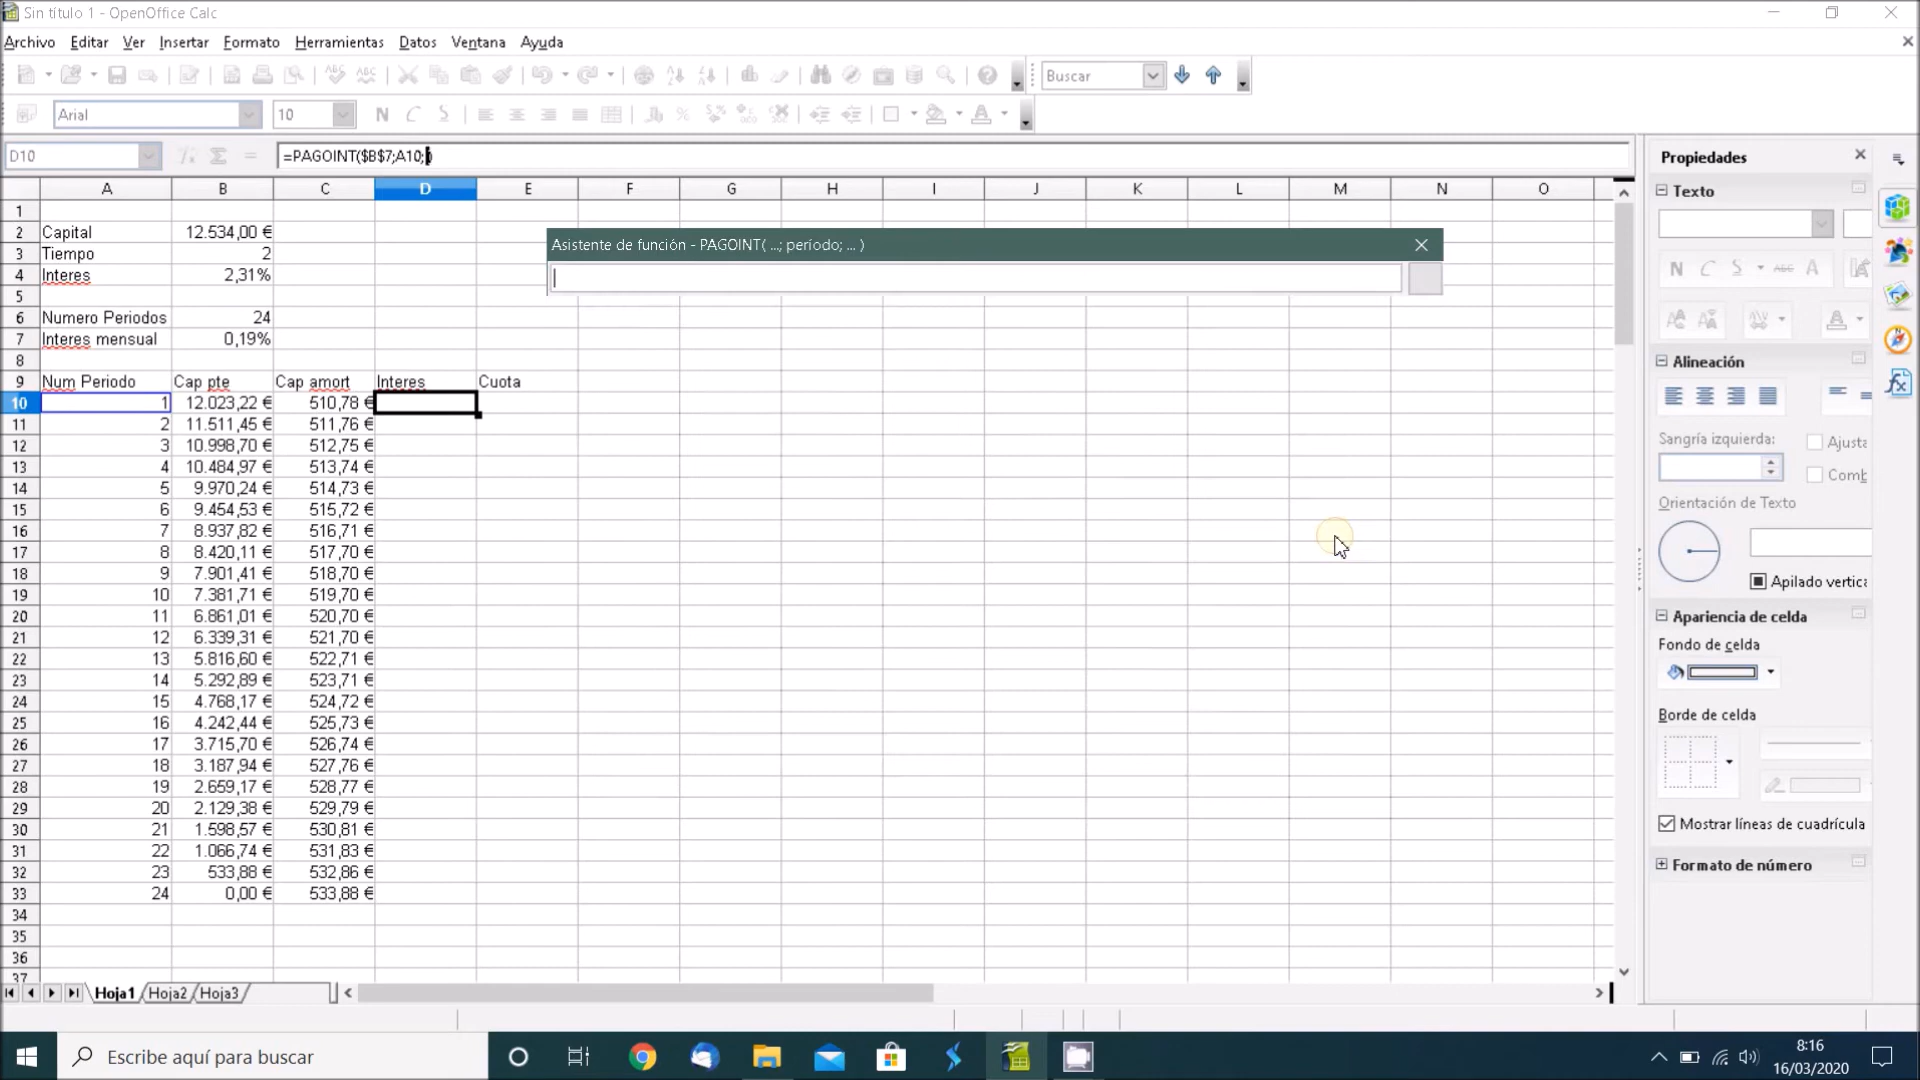 Sin título 1 - OpenOffice Calc
Archivo Editar Ver Insertar Formato Herramientas Datos Ventana Ayuda
Buscar
Arial 10 N C S
D10 =PAGOINT($B$7;A10;)
A B C D E F G H I J K L M N O
1
2 Capital 12.534,00 €
3 Tiempo 2
4 Interes 2,31%
5
6 Numero Periodos 24
7 Interes mensual 0,19%
8
9 Num Periodo Cap pte Cap amort Interes Cuota
10 1 12.023,22 € 510,78 €
11 2 11.511,45 € 511,76 €
12 3 10.998,70 € 512,75 €
13 4 10.484,97 € 513,74 €
14 5 9.970,24 € 514,73 €
15 6 9.454,53 € 515,72 €
16 7 8.937,82 € 516,71 €
17 8 8.420,11 € 517,70 €
18 9 7.901,41 € 518,70 €
19 10 7.381,71 € 519,70 €
20 11 6.861,01 € 520,70 €
21 12 6.339,31 € 521,70 €
22 13 5.816,60 € 522,71 €
23 14 5.292,89 € 523,71 €
24 15 4.768,17 € 524,72 €
25 16 4.242,44 € 525,73 €
26 17 3.715,70 € 526,74 €
27 18 3.187,94 € 527,76 €
28 19 2.659,17 € 528,77 €
29 20 2.129,38 € 529,79 €
30 21 1.598,57 € 530,81 €
31 22 1.066,74 € 531,83 €
32 23 533,88 € 532,86 €
33 24 0,00 € 533,88 €
34
35
36
37
Asistente de función - PAGOINT( ...; período; ... )
Propiedades
Texto
N C S ABC A
Alineación
Sangría izquierda:
Ajusta
Comb
Orientación de Texto
Apilado vertica
Apariencia de celda
Fondo de celda
Borde de celda
Mostrar líneas de cuadrícula
Formato de número
Hoja1 Hoja2 Hoja3
Escribe aquí para buscar
8:16
16/03/2020